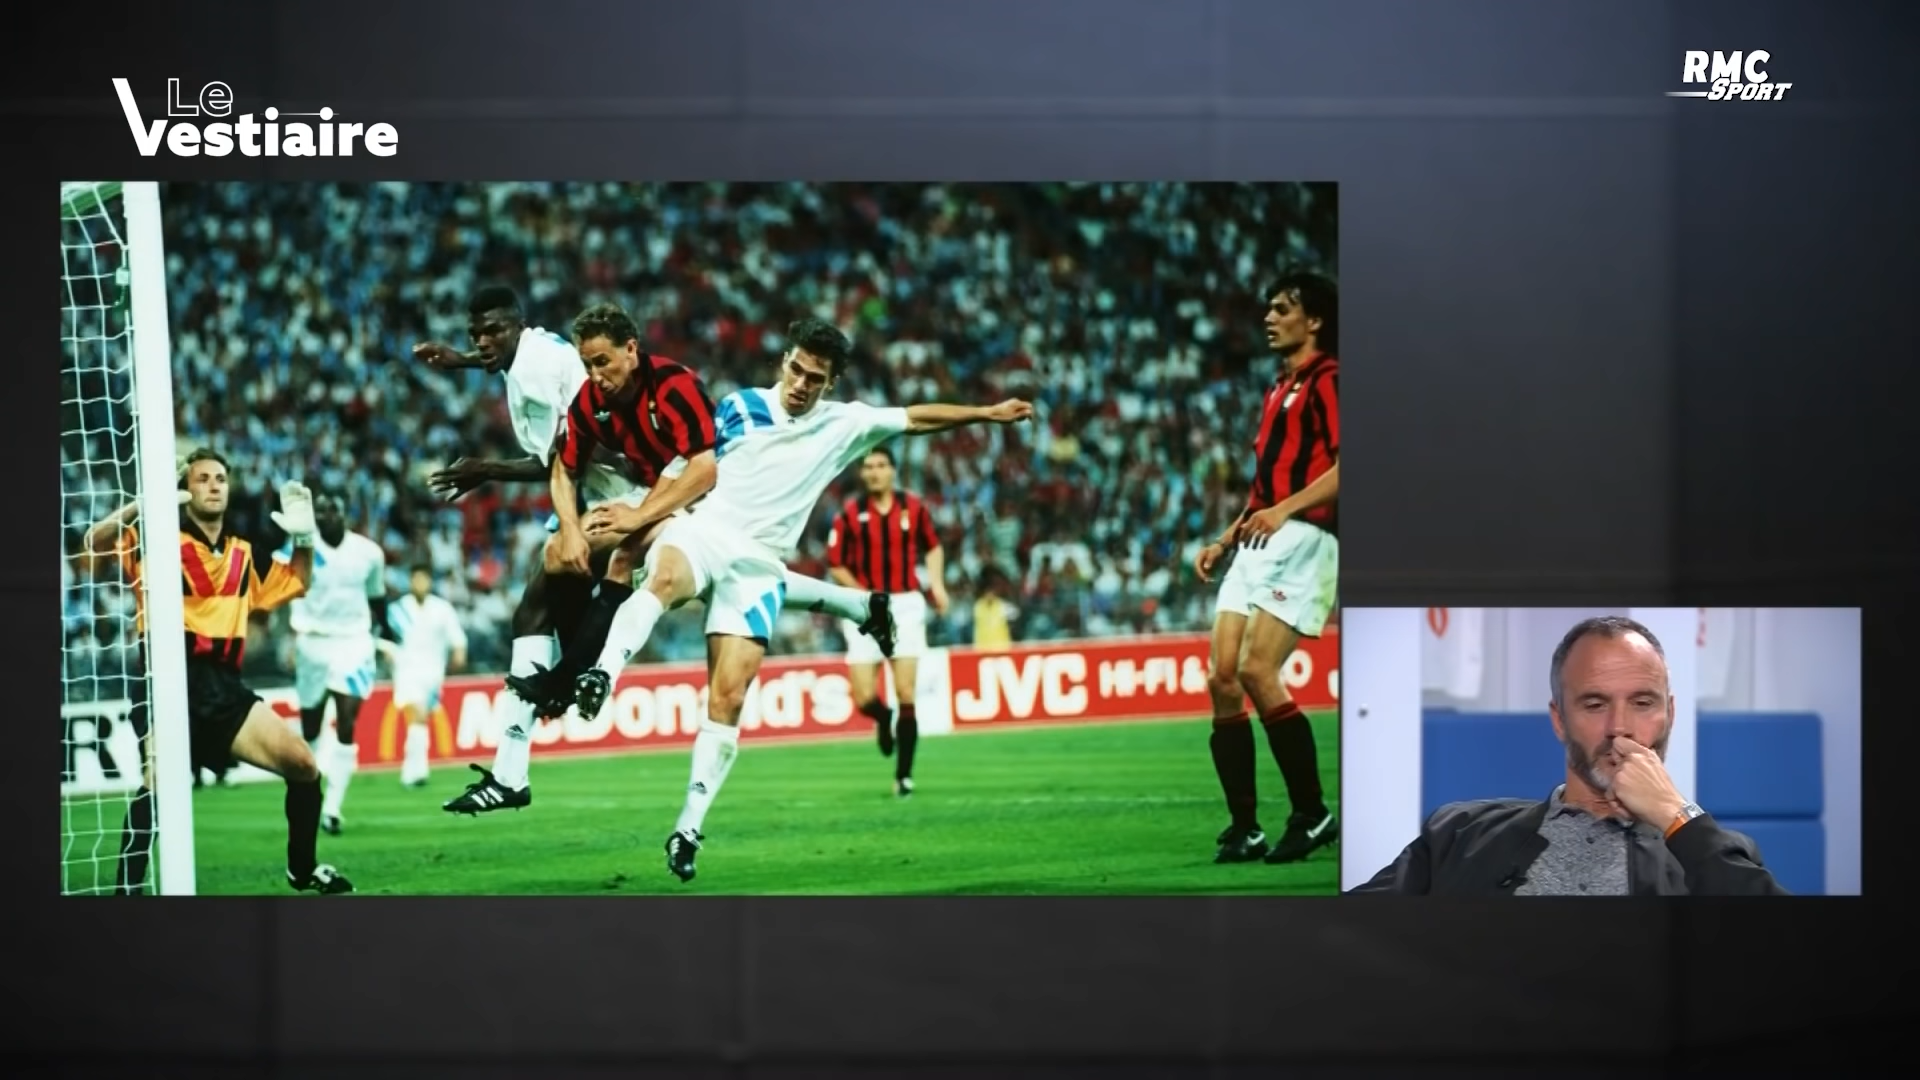 Le
Vestiaire
RMC
SPORT
McDonald's
JVC HI-FI &